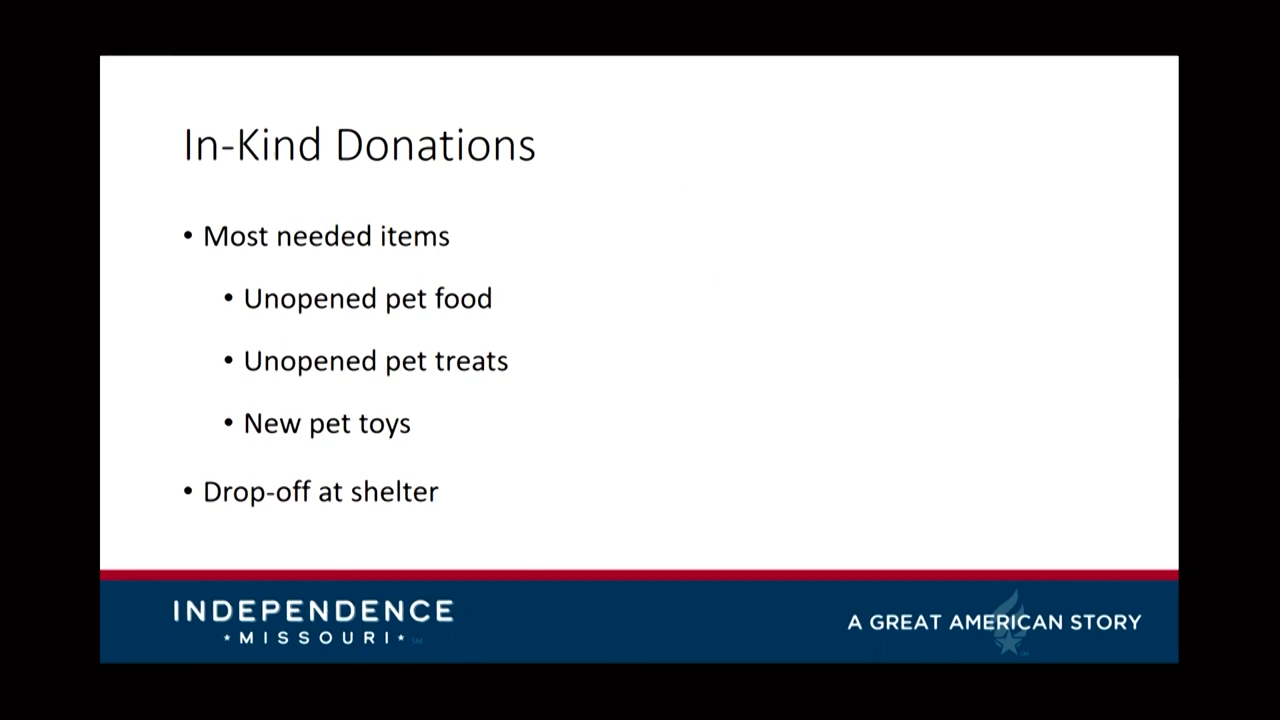 In-Kind Donations
• Most needed items
• Unopened pet food
• Unopened pet treats
• New pet toys
• Drop-off at shelter
INDEPENDENCE
★ MISSOURI ★ SM
A GREAT AMERICAN STORY